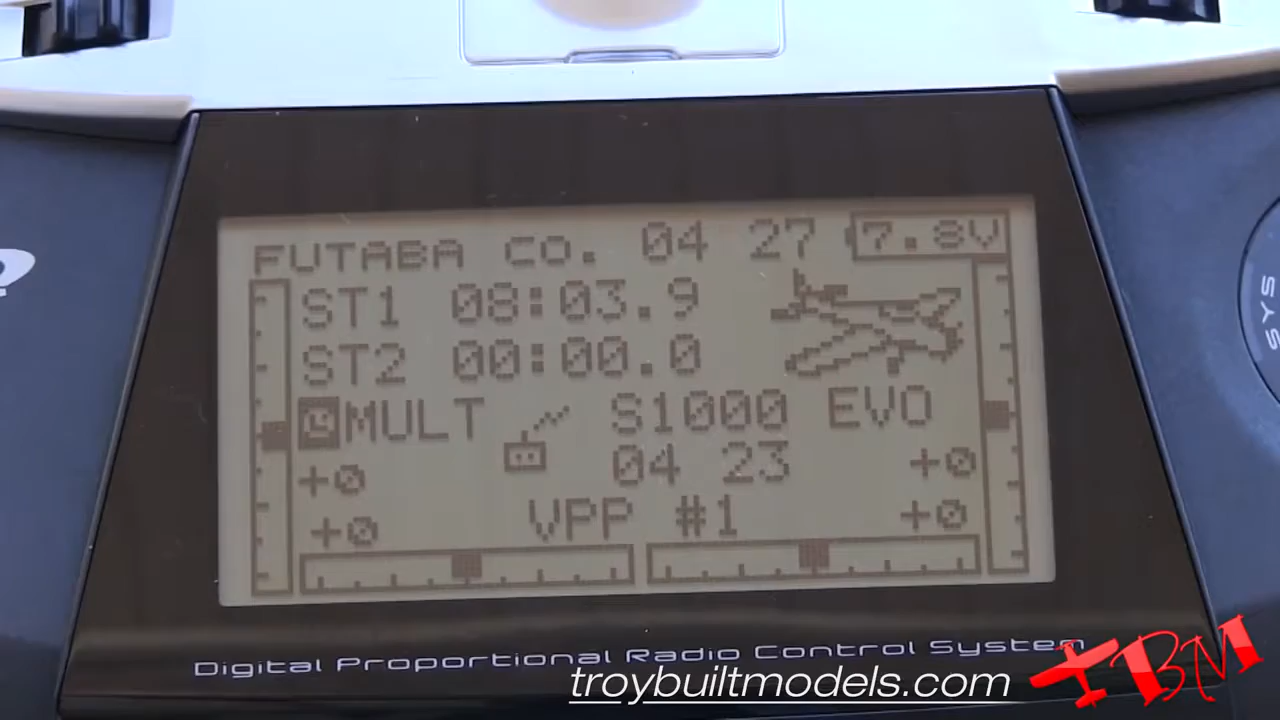 FUTABA CO. 04 27 7.8V
ST1 08:03.9
ST2 00:00.0
MULT S1000 EVO
04 23
+0 +0
VPP #1
+0 +0
SYS
Digital Proportional Radio Control System
troybuiltmodels.com
TBM